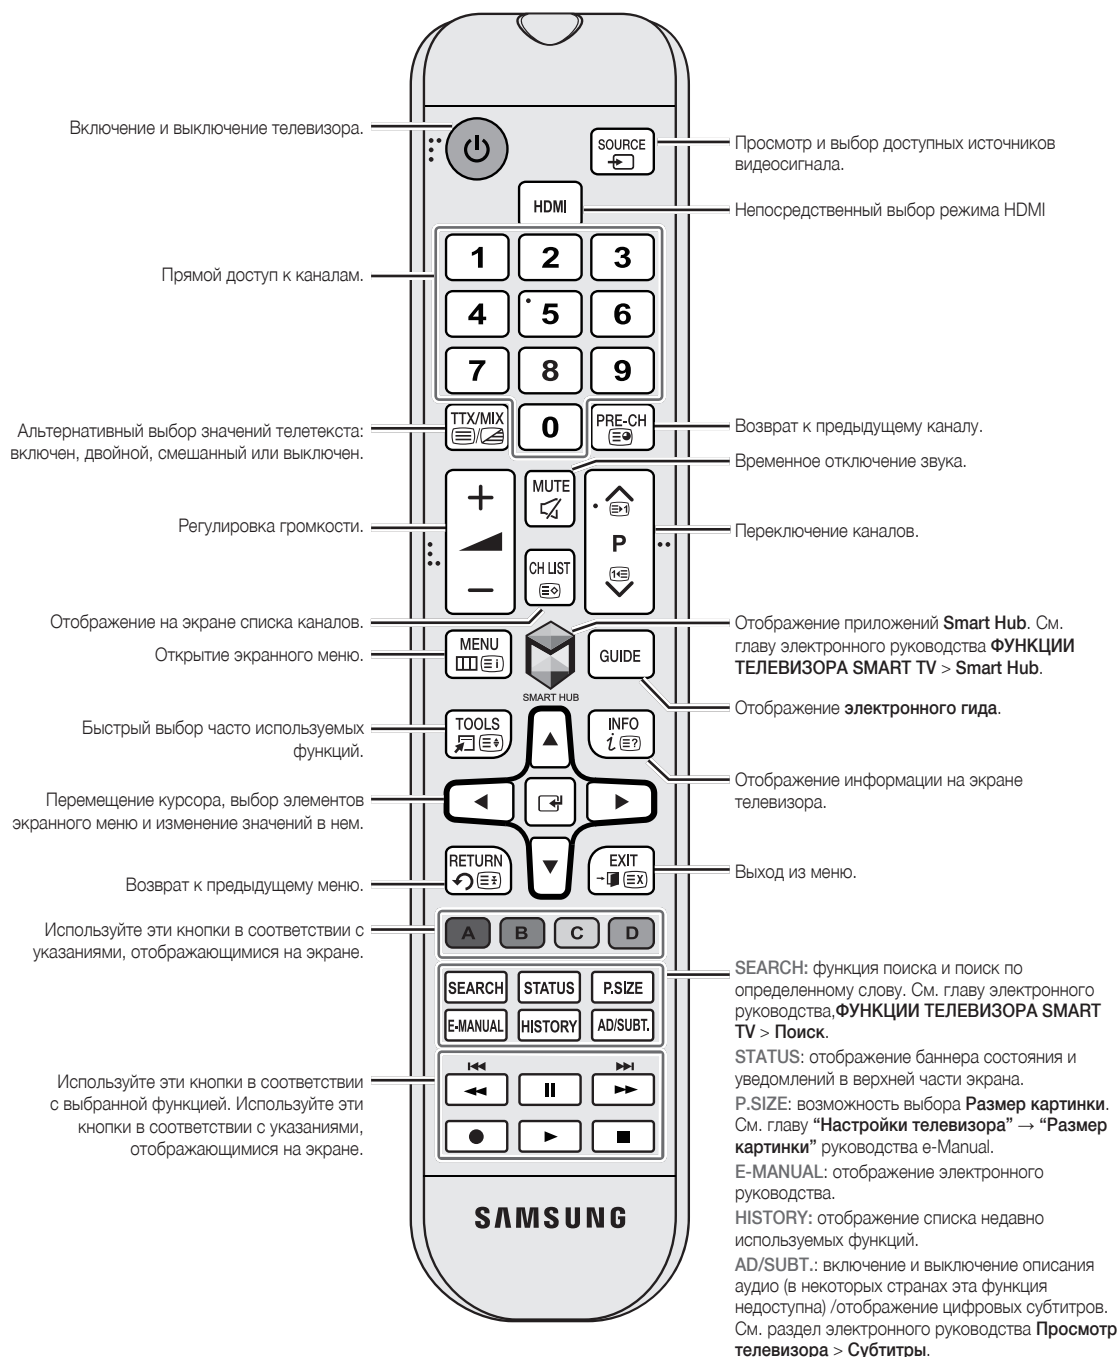 Включение и выключение телевизора.
SOURCE
Просмотр и выбор доступных источников
видеосигнала.
HDMI
Непосредственный выбор режима HDMI
1 2 3
Прямой доступ к каналам.
4 5 6
7 8 9
TTX/MIX
0
PRE-CH
Альтернативный выбор значений телетекста:
включен, двойной, смешанный или выключен.
Возврат к предыдущему каналу.
Временное отключение звука.
MUTE
Регулировка громкости.
P
Переключение каналов.
CH LIST
Отображение на экране списка каналов.
Отображение приложений Smart Hub. См.
главу электронного руководства ФУНКЦИИ
ТЕЛЕВИЗОРА SMART TV > Smart Hub.
MENU
Открытие экранного меню.
GUIDE
SMART HUB
Отображение электронного гида.
Быстрый выбор часто используемых
функций.
TOOLS
INFO
Отображение информации на экране
телевизора.
Перемещение курсора, выбор элементов
экранного меню и изменение значений в нем.
RETURN
EXIT
Возврат к предыдущему меню.
Выход из меню.
Используйте эти кнопки в соответствии с
указаниями, отображающимися на экране.
A B C D
SEARCH STATUS P.SIZE
E-MANUAL HISTORY AD/SUBT.
SEARCH: функция поиска и поиск по
определенному слову. См. главу электронного
руководства,ФУНКЦИИ ТЕЛЕВИЗОРА SMART
TV > Поиск.
STATUS: отображение баннера состояния и
уведомлений в верхней части экрана.
P.SIZE: возможность выбора Размер картинки.
См. главу “Настройки телевизора” → “Размер
картинки” руководства e-Manual.
E-MANUAL: отображение электронного
руководства.
HISTORY: отображение списка недавно
используемых функций.
AD/SUBT.: включение и выключение описания
аудио (в некоторых странах эта функция
недоступна) /отображение цифровых субтитров.
См. раздел электронного руководства Просмотр
телевизора > Субтитры.
Используйте эти кнопки в соответствии
с выбранной функцией. Используйте эти
кнопки в соответствии с указаниями,
отображающимися на экране.
SAMSUNG